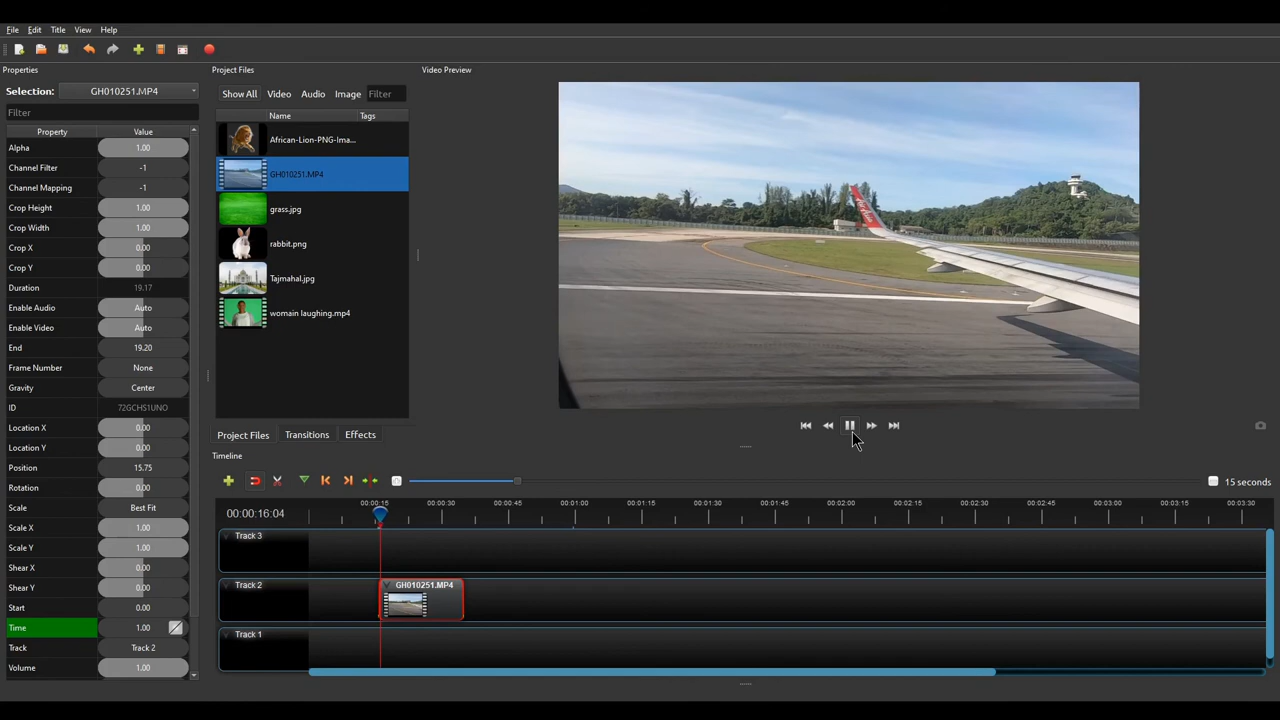 File Edit Title View Help
Properties
Selection: GH010251.MP4
Filter
Property Value
Alpha 1.00
Channel Filter -1
Channel Mapping -1
Crop Height 1.00
Crop Width 1.00
Crop X 0.00
Crop Y 0.00
Duration 19.17
Enable Audio Auto
Enable Video Auto
End 19.20
Frame Number None
Gravity Center
ID 72GCHS1UNO
Location X 0.00
Location Y 0.00
Position 15.75
Rotation 0.00
Scale Best Fit
Scale X 1.00
Scale Y 1.00
Shear X 0.00
Shear Y 0.00
Start 0.00
Time 1.00
Track Track 2
Volume 1.00
Project Files
Show All Video Audio Image Filter
Name Tags
African-Lion-PNG-Ima...
GH010251.MP4
grass.jpg
rabbit.png
Tajmahal.jpg
womain laughing.mp4
Project Files Transitions Effects
Video Preview
AirAsia
Timeline
15 seconds
00:00:16:04
00:00:15 00:00:30 00:00:45 00:01:00 00:01:15 00:01:30 00:01:45 00:02:00 00:02:15 00:02:30 00:02:45 00:03:00 00:03:15 00:03:30
Track 3
Track 2
GH010251.MP4
Track 1